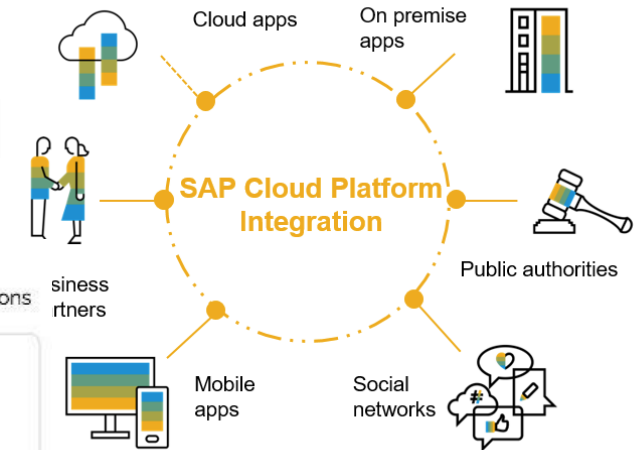 Cloud apps
On premise
apps
SAP Cloud Platform
Integration
Public authorities
ons
siness
rtners
Mobile
apps
Social
networks
#